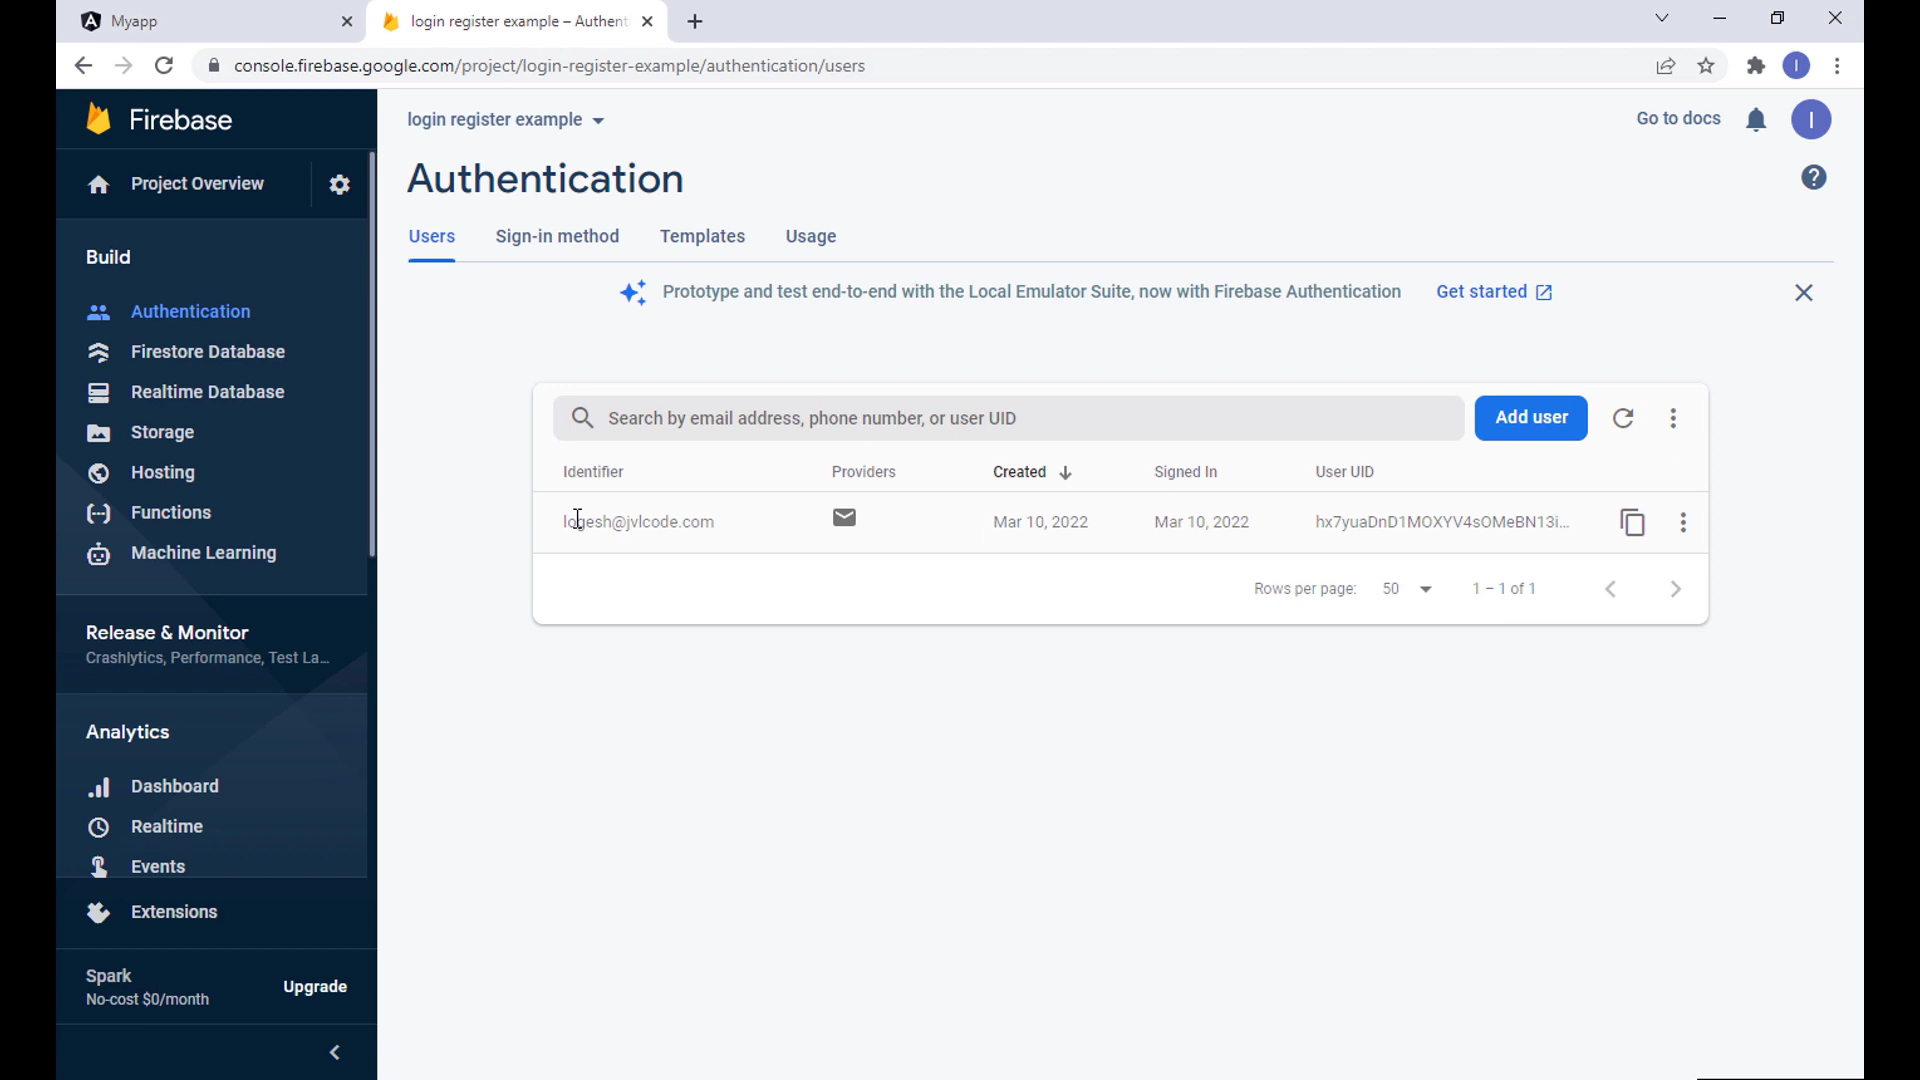 Myapp
login register example – Authent
console.firebase.google.com/project/login-register-example/authentication/users
I
Firebase
login register example
Go to docs
I
Project Overview
Authentication
Users Sign-in method Templates Usage
Build
Prototype and test end-to-end with the Local Emulator Suite, now with Firebase Authentication Get started
Authentication
Firestore Database
Realtime Database
Storage
Hosting
Functions
Machine Learning
Search by email address, phone number, or user UID
Add user
Identifier Providers Created Signed In User UID
logesh@jvlcode.com Mar 10, 2022 Mar 10, 2022 hx7yuaDnD1MOXYV4sOMeBN13i...
Rows per page: 50 1 – 1 of 1
Release & Monitor
Crashlytics, Performance, Test La...
Analytics
Dashboard
Realtime
Events
Extensions
Spark
No-cost $0/month
Upgrade